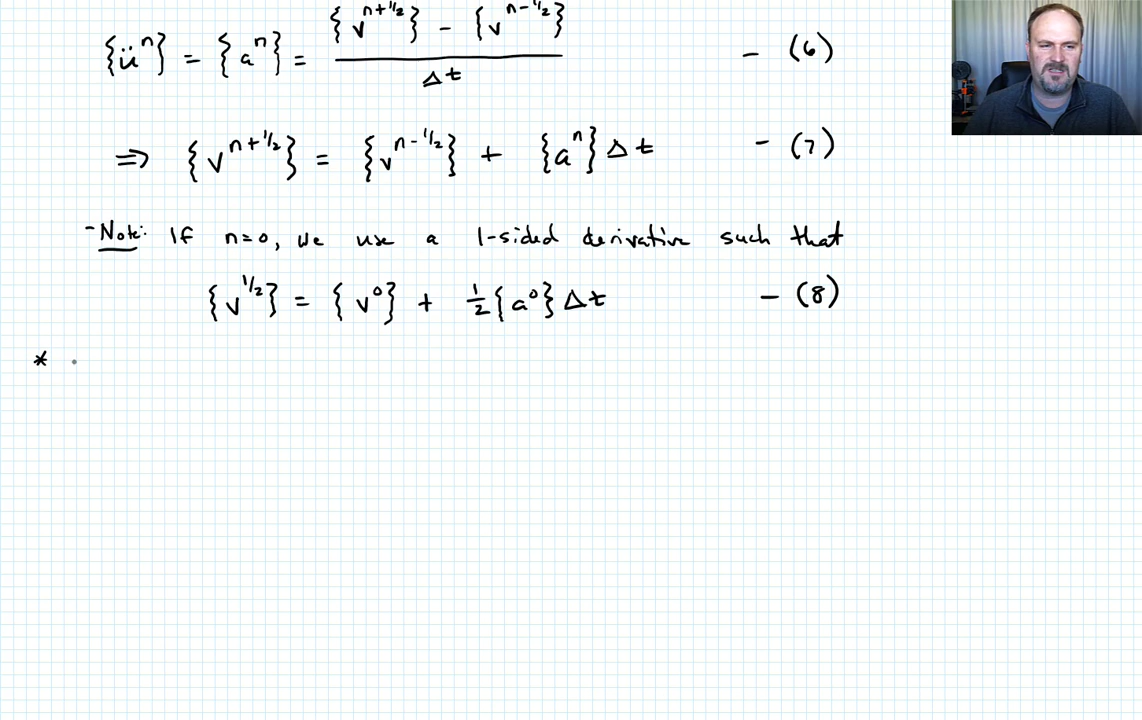 {ü^n} = {a^n} = ({v^{n+1/2}} - {v^{n-1/2}}) / Δt - (6)
⇒ {v^{n+1/2}} = {v^{n-1/2}} + {a^n} Δt - (7)
- Note: If n=0, we use a 1-sided derivative such that
{v^{1/2}} = {v^0} + 1/2 {a^0} Δt - (8)
*